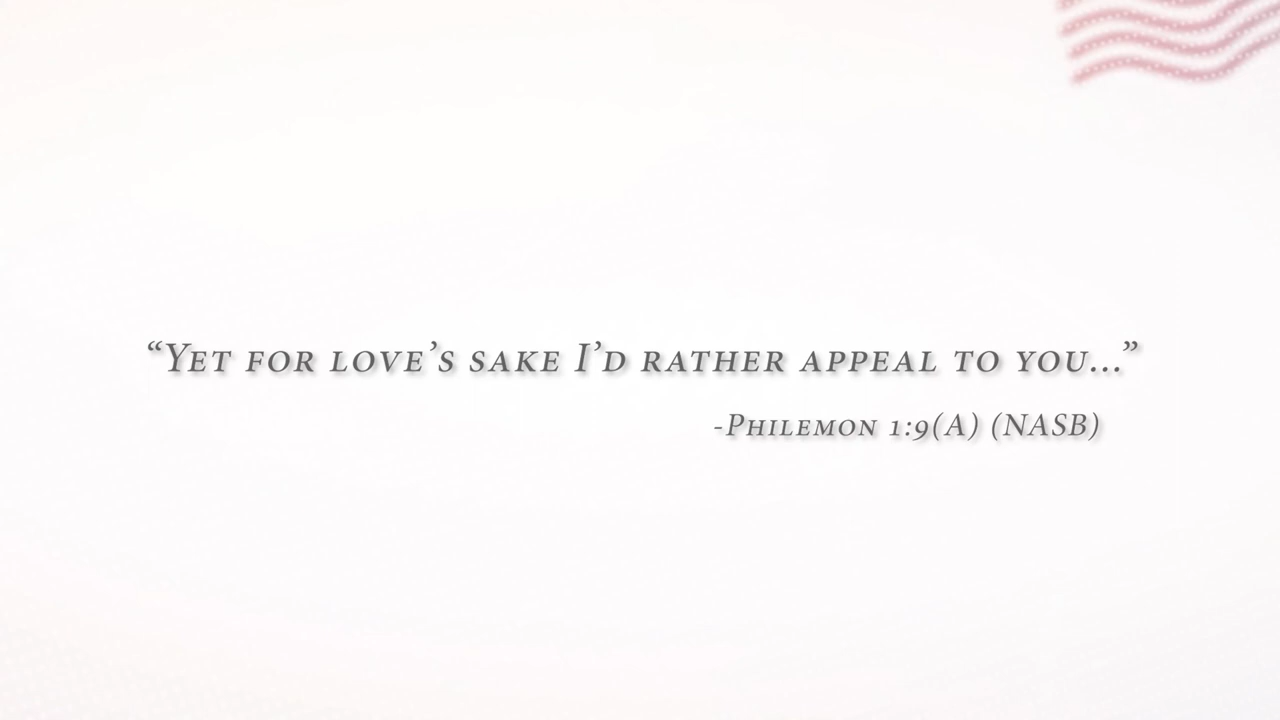 “Yet for love’s sake I’d rather appeal to you...”
-Philemon 1:9(A) (NASB)